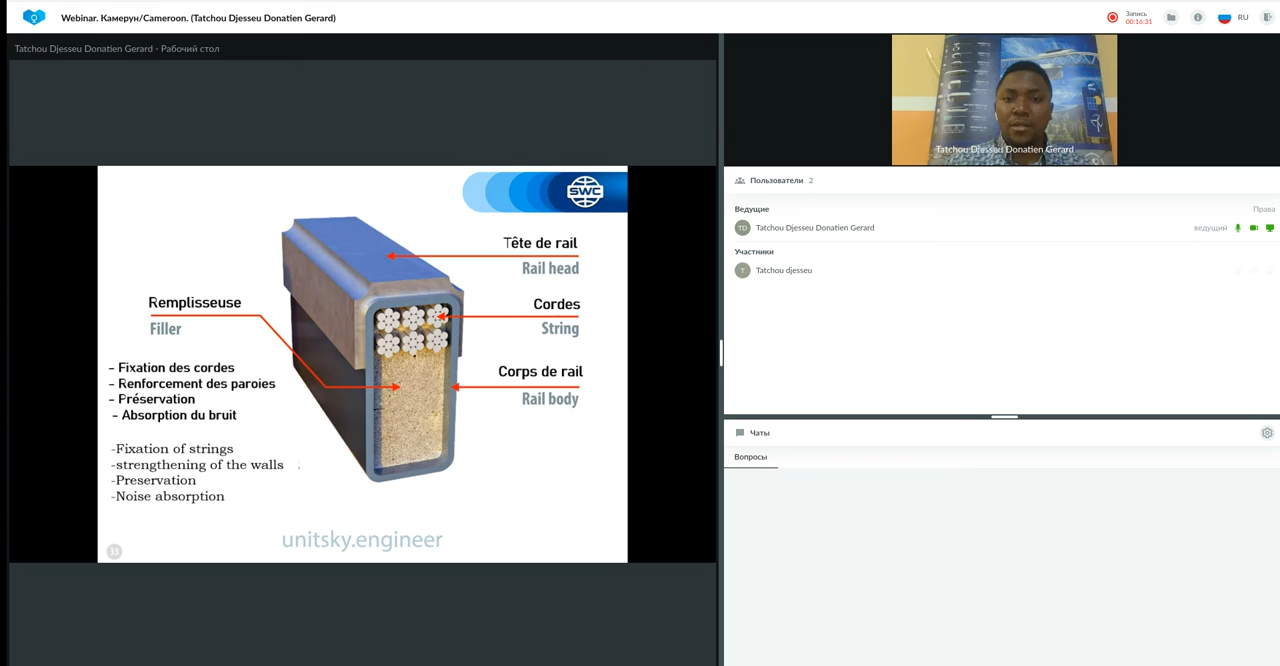 Webinar. Камерун/Cameroon. (Tatchou Djesseu Donatien Gerard)
Запись
00:16:31
RU
Tatchou Djesseu Donatien Gerard - Рабочий стол
SWC
Tête de rail
Rail head
Remplisseuse
Filler
Cordes
String
Corps de rail
Rail body
- Fixation des cordes
- Renforcement des paroies
- Préservation
- Absorption du bruit
-Fixation of strings
-strengthening of the walls ;
-Preservation
-Noise absorption
unitsky.engineer
33
Tatchou Djesseu Donatien Gerard
Пользователи 2
Ведущие
Права
TD
Tatchou Djesseu Donatien Gerard
ведущий
Участники
T
Tatchou djesseu
Чаты
Вопросы